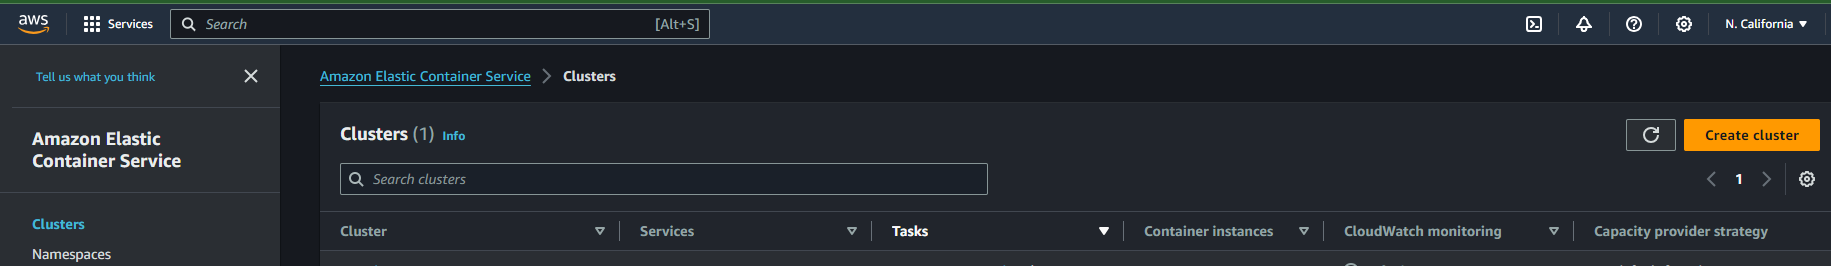 aws Services Search [Alt+S] N. California
Tell us what you think
Amazon Elastic Container Service Clusters
Amazon Elastic
Container Service
Clusters
Namespaces
Clusters (1) Info
Create cluster
Search clusters
1
Cluster Services Tasks Container instances CloudWatch monitoring Capacity provider strategy